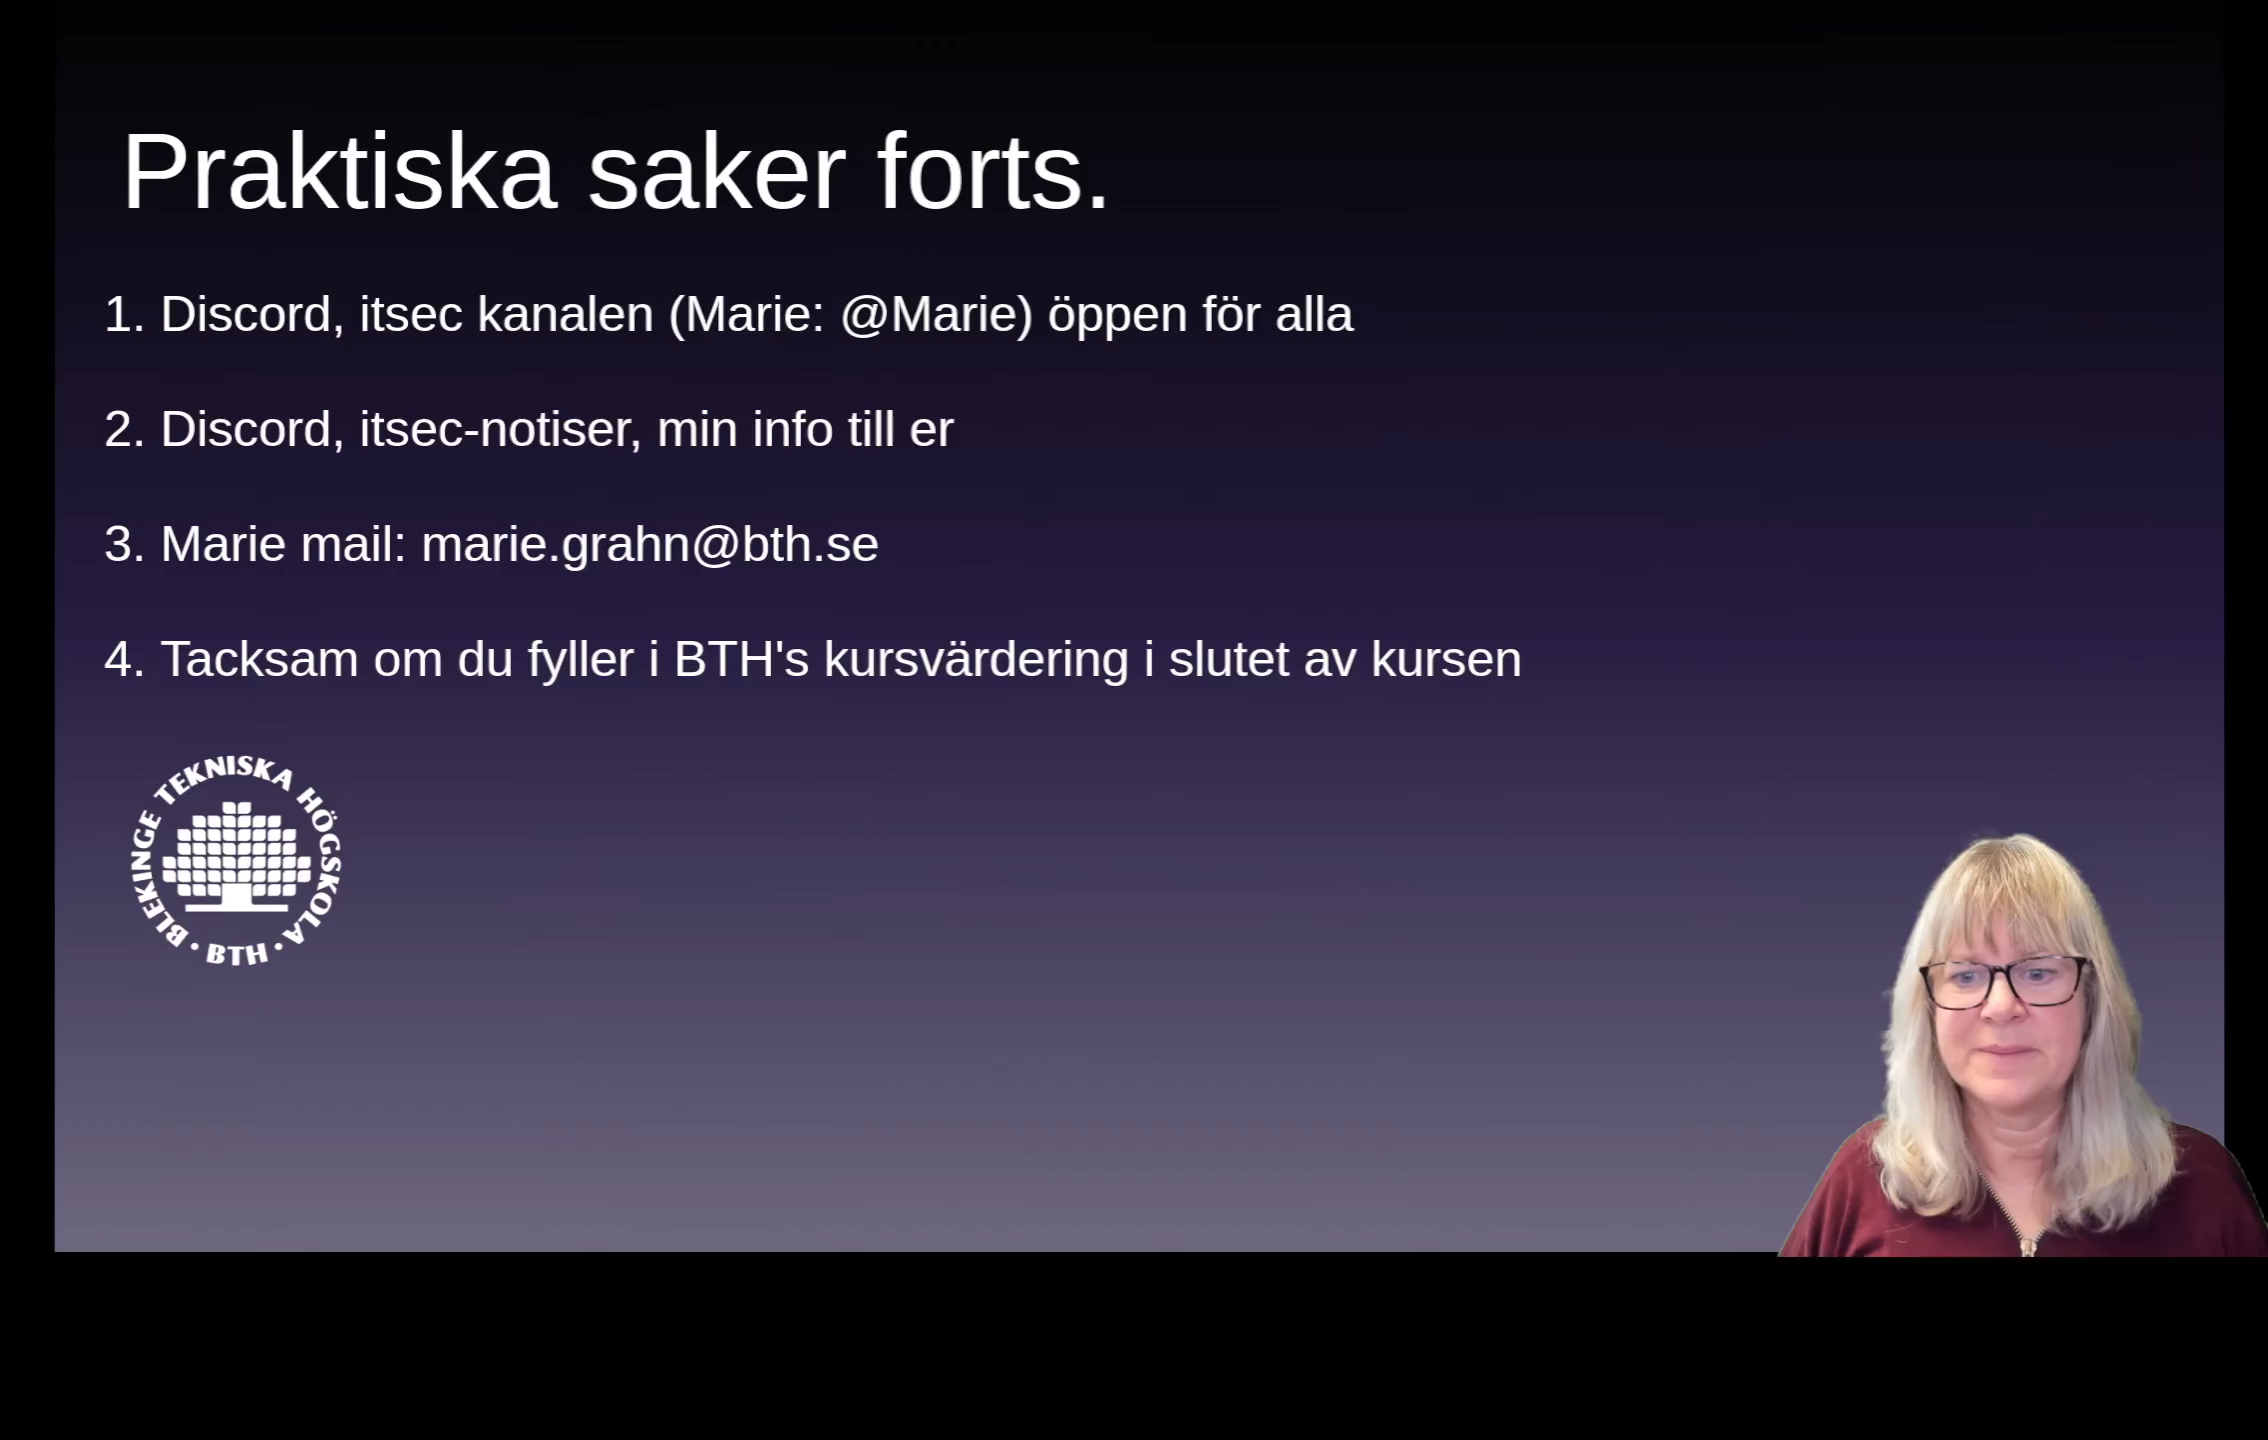 Praktiska saker forts.
1. Discord, itsec kanalen (Marie: @Marie) öppen för alla
2. Discord, itsec-notiser, min info till er
3. Marie mail: marie.grahn@bth.se
4. Tacksam om du fyller i BTH's kursvärdering i slutet av kursen
BLEKINGE TEKNISKA HÖGSKOLA
· BTH ·